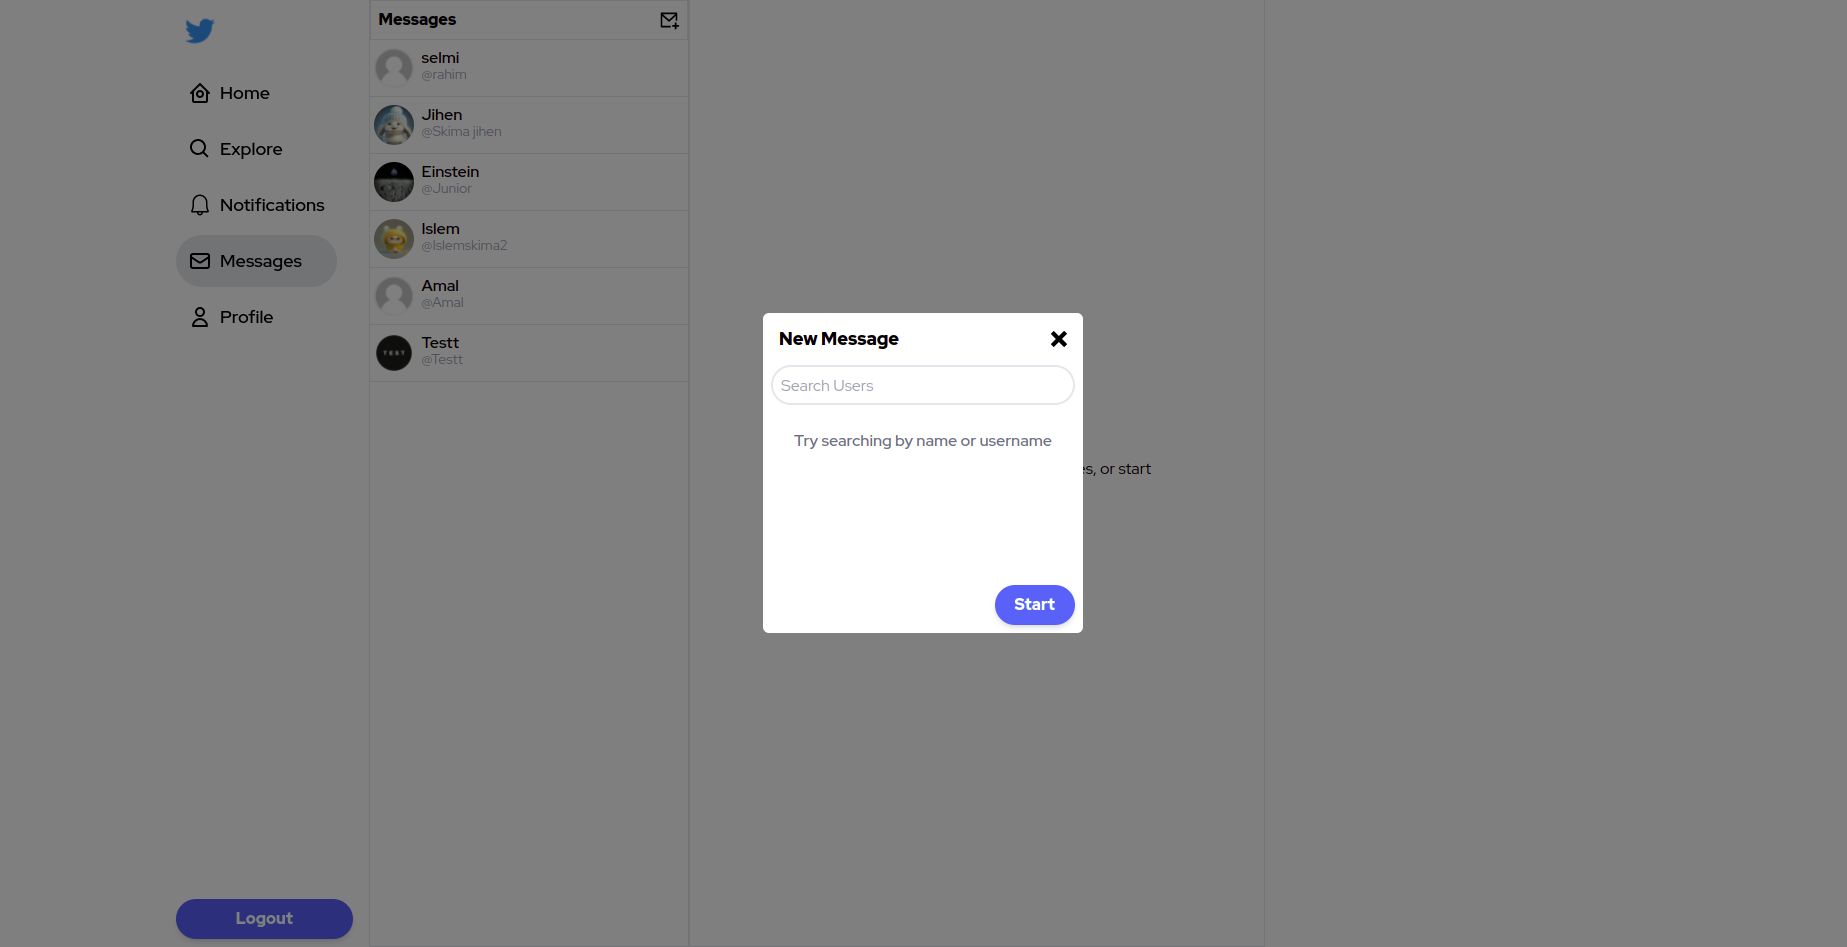 Home
Explore
Notifications
Messages
Profile
Logout
Messages
selmi
@rahim
Jihen
@Skima jihen
Einstein
@Junior
Islem
@Islemskima2
Amal
@Amal
TEST
Testt
@Testt
New Message
Search Users
Try searching by name or username
Start
, or start